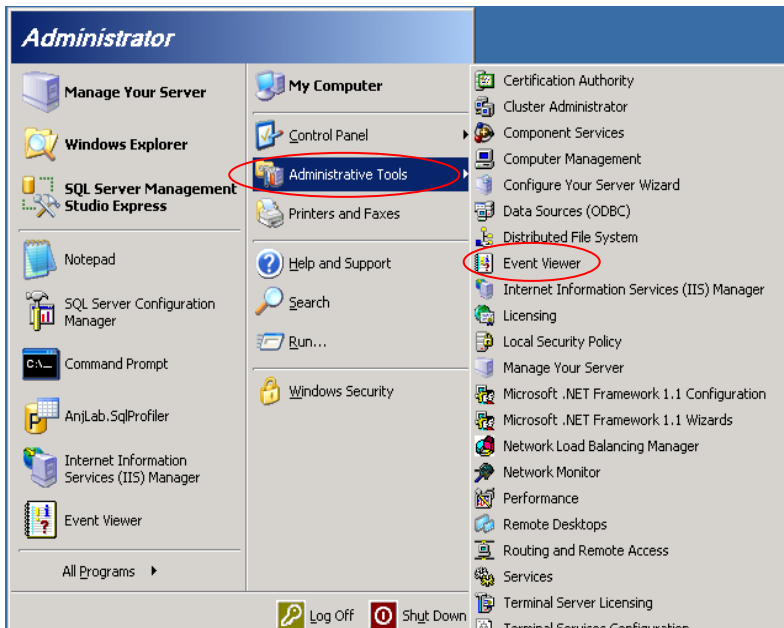 Administrator
Manage Your Server
Windows Explorer
SQL Server Management
Studio Express
Notepad
SQL Server Configuration
Manager
Command Prompt
AnjLab.SqlProfiler
Internet Information
Services (IIS) Manager
Event Viewer
All Programs
My Computer
Control Panel
Administrative Tools
Printers and Faxes
Help and Support
Search
Run...
Windows Security
Log Off
Shut Down
Certification Authority
Cluster Administrator
Component Services
Computer Management
Configure Your Server Wizard
Data Sources (ODBC)
Distributed File System
Event Viewer
Internet Information Services (IIS) Manager
Licensing
Local Security Policy
Manage Your Server
Microsoft .NET Framework 1.1 Configuration
Microsoft .NET Framework 1.1 Wizards
Network Load Balancing Manager
Network Monitor
Performance
Remote Desktops
Routing and Remote Access
Services
Terminal Server Licensing
Terminal Services Configuration